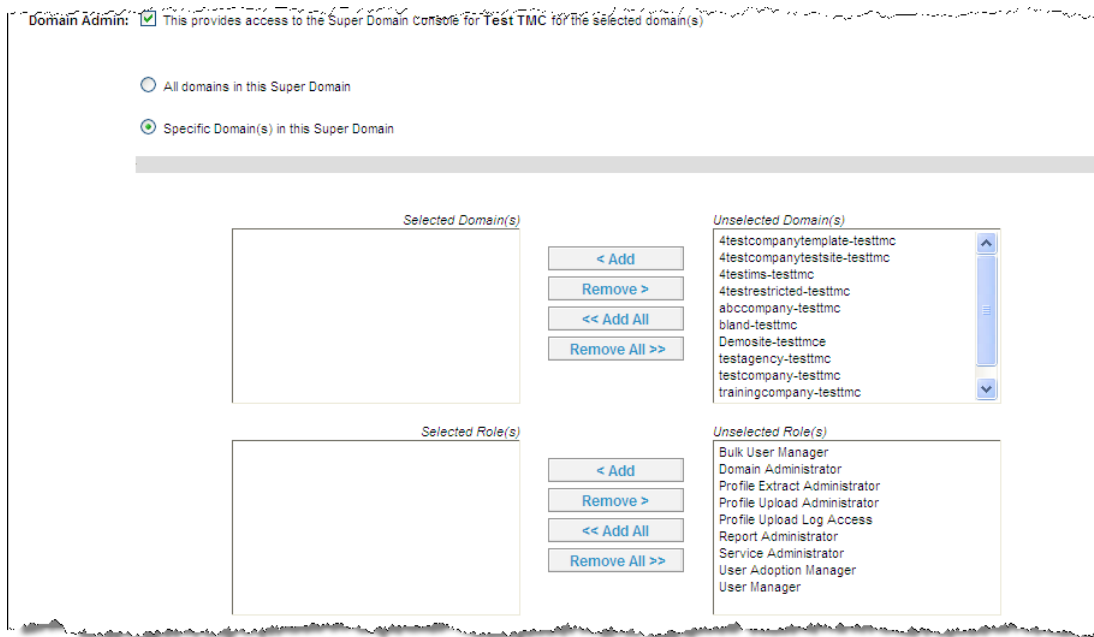 Domain Admin: This provides access to the Super Domain Console for Test TMC for the selected domain(s)
All domains in this Super Domain
Specific Domain(s) in this Super Domain
Selected Domain(s)
< Add
Remove >
<< Add All
Remove All >>
Unselected Domain(s)
4testcompanytemplate-testtmc
4testcompanytestsite-testtmc
4testims-testtmc
4testrestricted-testtmc
abccompany-testtmc
bland-testtmc
Demosite-testtmce
testagency-testtmc
testcompany-testtmc
trainingcompany-testtmc
Selected Role(s)
< Add
Remove >
<< Add All
Remove All >>
Unselected Role(s)
Bulk User Manager
Domain Administrator
Profile Extract Administrator
Profile Upload Administrator
Profile Upload Log Access
Report Administrator
Service Administrator
User Adoption Manager
User Manager